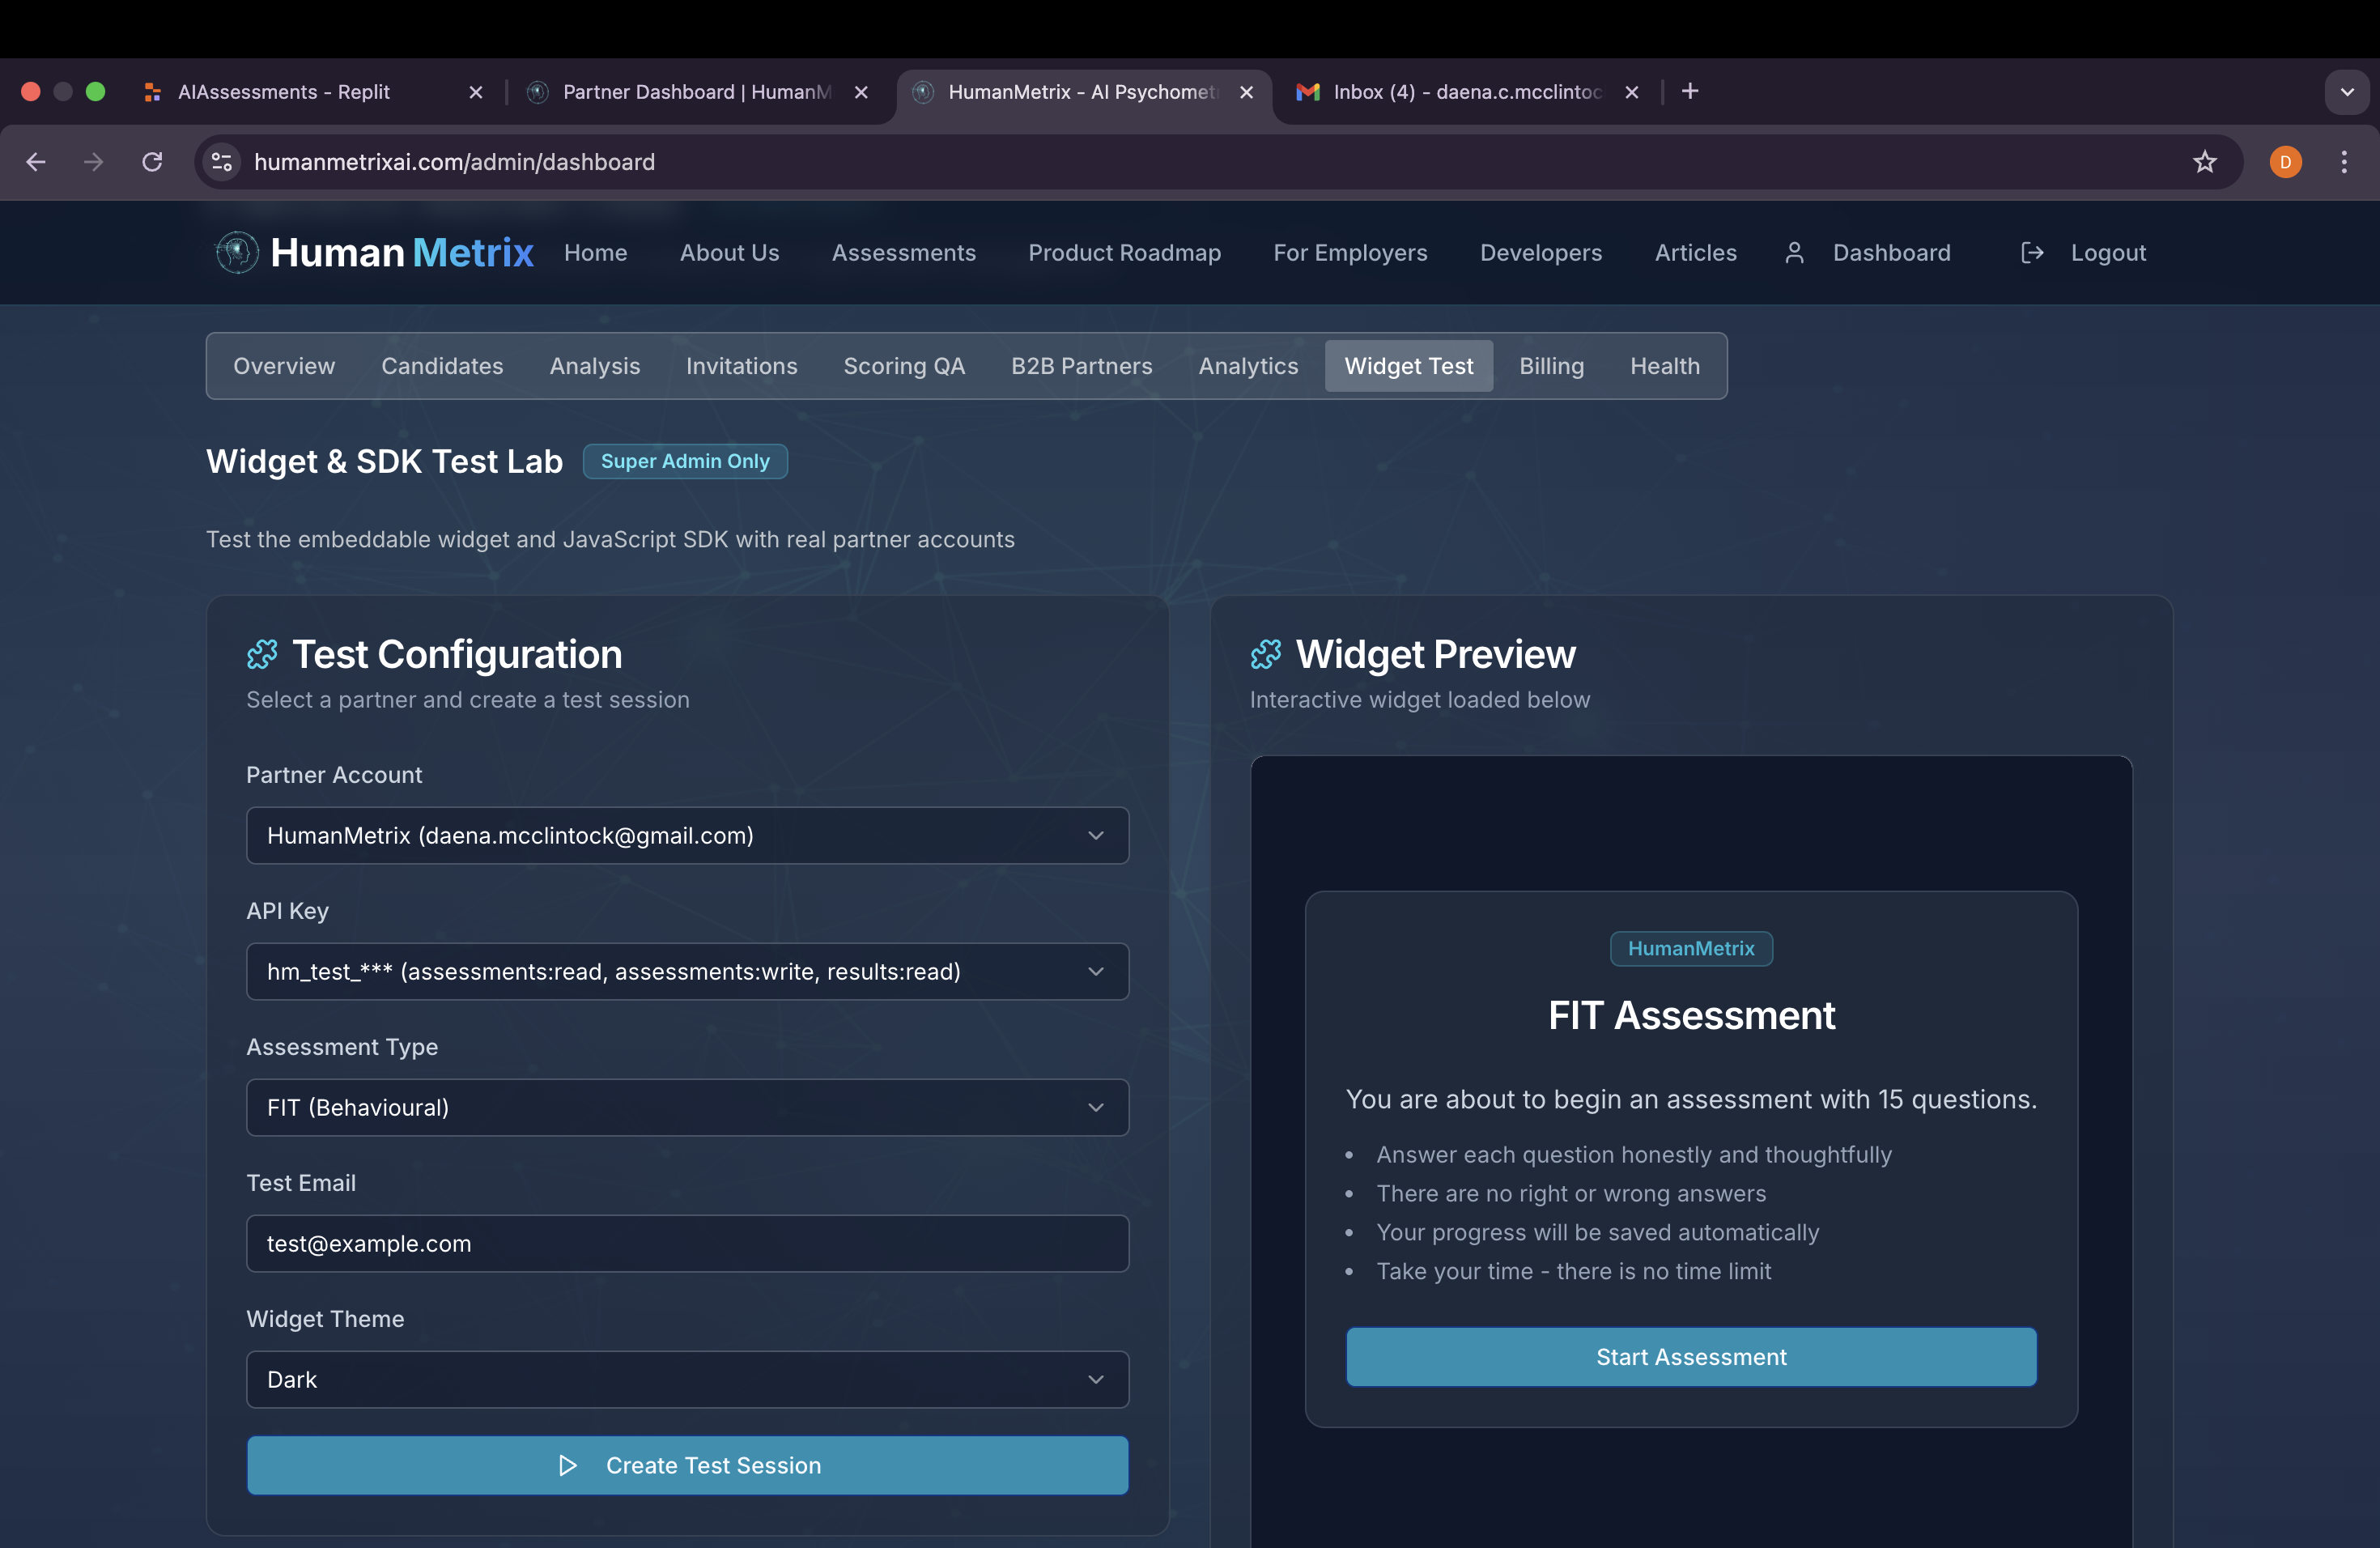 AIAssessments - Replit
Partner Dashboard | HumanM
HumanMetrix - AI Psychomet
Inbox (4) - daena.c.mcclintoc
humanmetrixai.com/admin/dashboard
D
Human Metrix
Home
About Us
Assessments
Product Roadmap
For Employers
Developers
Articles
Dashboard
Logout
Overview
Candidates
Analysis
Invitations
Scoring QA
B2B Partners
Analytics
Widget Test
Billing
Health
Widget & SDK Test Lab
Super Admin Only
Test the embeddable widget and JavaScript SDK with real partner accounts
Test Configuration
Select a partner and create a test session
Partner Account
HumanMetrix (daena.mcclintock@gmail.com)
API Key
hm_test_*** (assessments:read, assessments:write, results:read)
Assessment Type
FIT (Behavioural)
Test Email
test@example.com
Widget Theme
Dark
Create Test Session
Widget Preview
Interactive widget loaded below
HumanMetrix
FIT Assessment
You are about to begin an assessment with 15 questions.
• Answer each question honestly and thoughtfully
• There are no right or wrong answers
• Your progress will be saved automatically
• Take your time - there is no time limit
Start Assessment